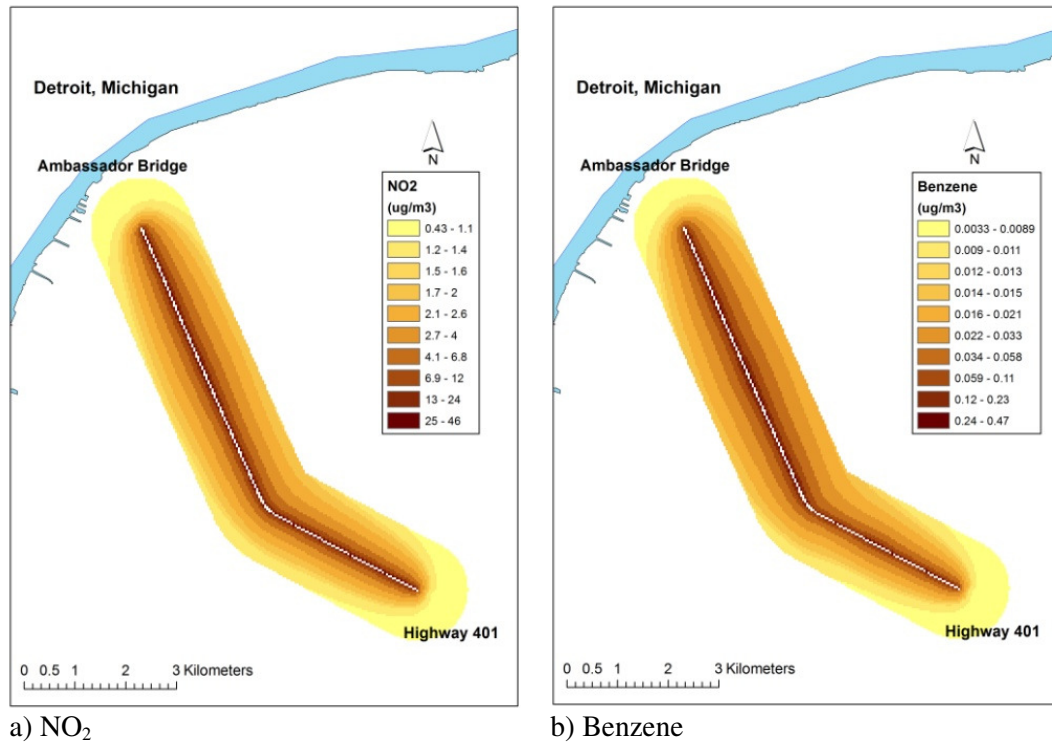 Detroit, Michigan
Ambassador Bridge
N
NO2
(ug/m3)
0.43 - 1.1
1.2 - 1.4
1.5 - 1.6
1.7 - 2
2.1 - 2.6
2.7 - 4
4.1 - 6.8
6.9 - 12
13 - 24
25 - 46
Highway 401
0 0.5 1 2 3 Kilometers
a) NO₂
Detroit, Michigan
Ambassador Bridge
N
Benzene
(ug/m3)
0.0033 - 0.0089
0.009 - 0.011
0.012 - 0.013
0.014 - 0.015
0.016 - 0.021
0.022 - 0.033
0.034 - 0.058
0.059 - 0.11
0.12 - 0.23
0.24 - 0.47
Highway 401
0 0.5 1 2 3 Kilometers
b) Benzene